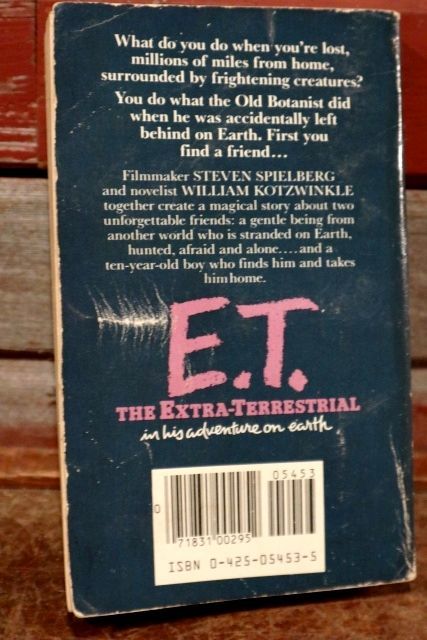 What do you do when you're lost,
millions of miles from home,
surrounded by frightening creatures?
You do what the Old Botanist did
when he was accidentally left
behind on Earth. First you
find a friend...
Filmmaker STEVEN SPIELBERG
and novelist WILLIAM KOTZWINKLE
together create a magical story about two
unforgettable friends: a gentle being from
another world who is stranded on Earth,
hunted, afraid and alone....and a
ten-year-old boy who finds him and takes
him home.
E.T.
THE EXTRA-TERRESTRIAL
in his adventure on earth
05453
0
71831 00295
ISBN 0-425-05453-5